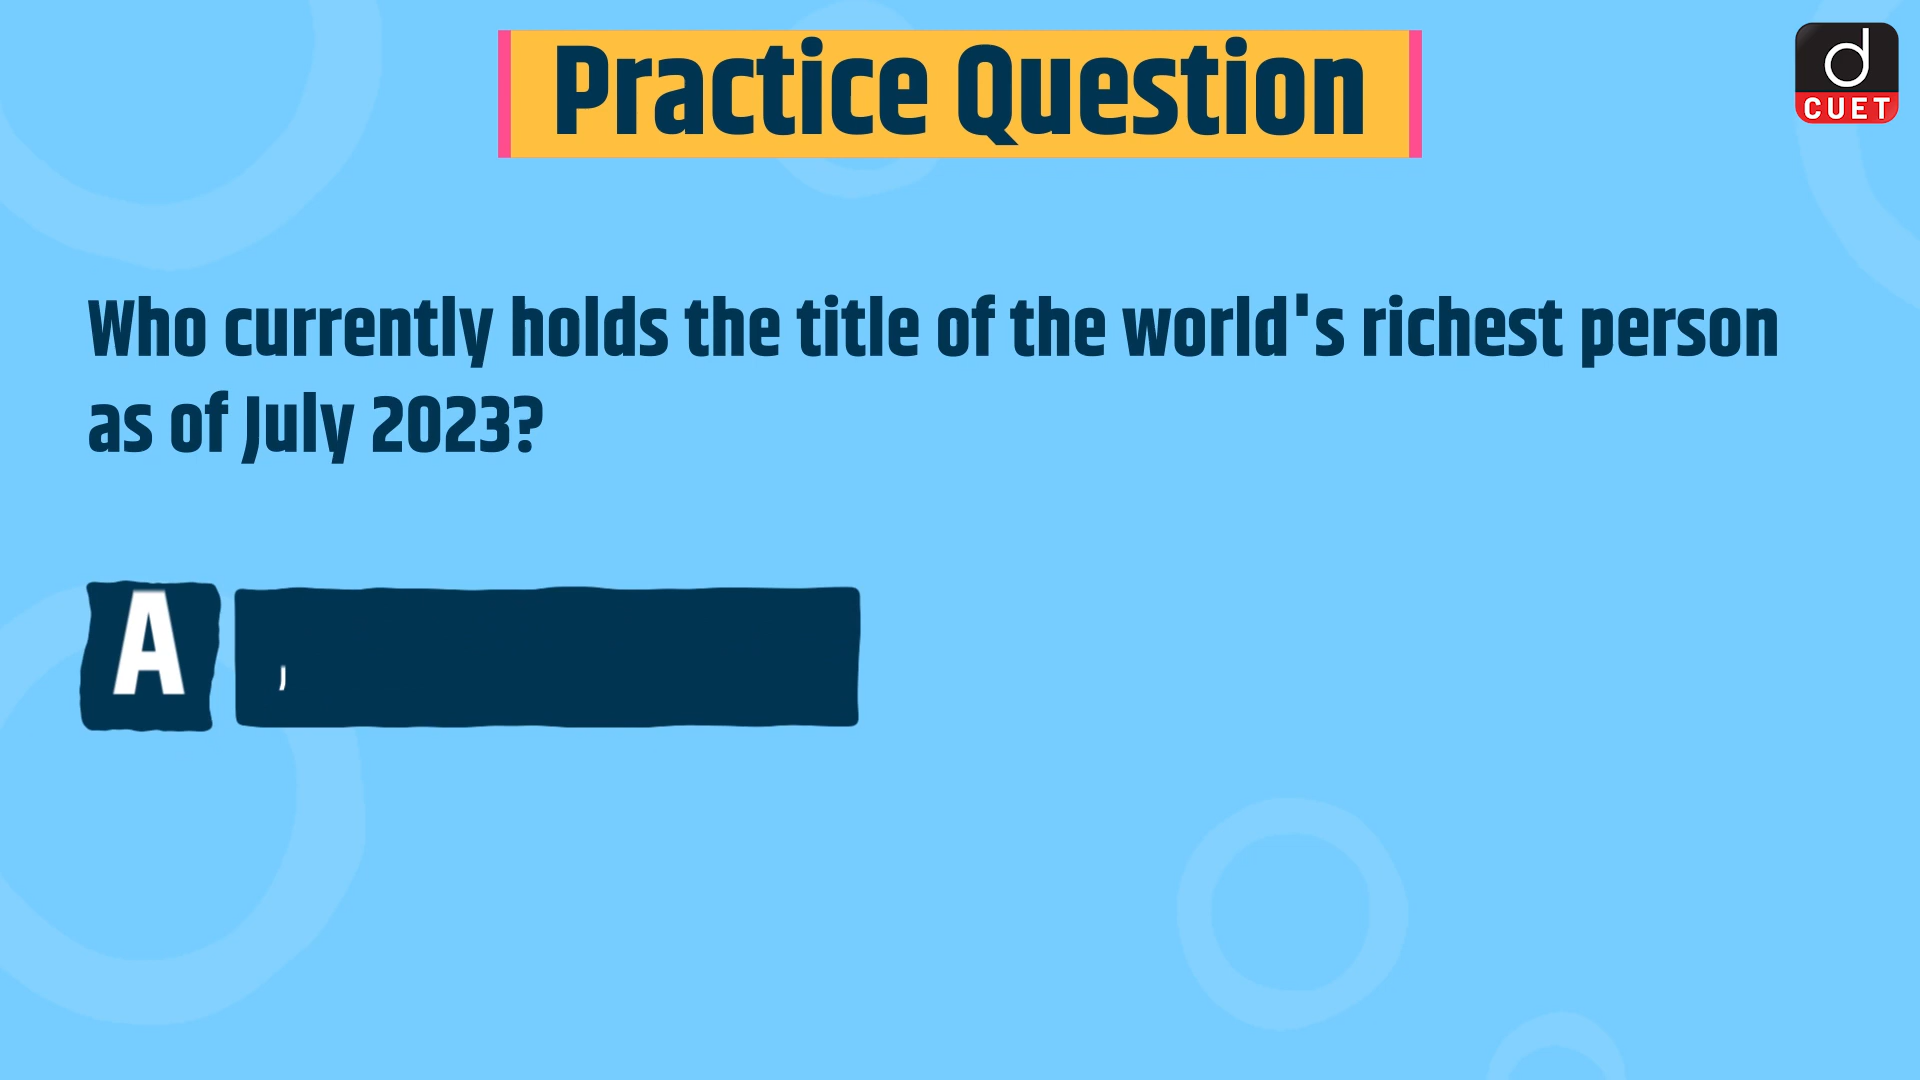 Practice Question
d
CUET
Who currently holds the title of the world's richest person
as of July 2023?
A